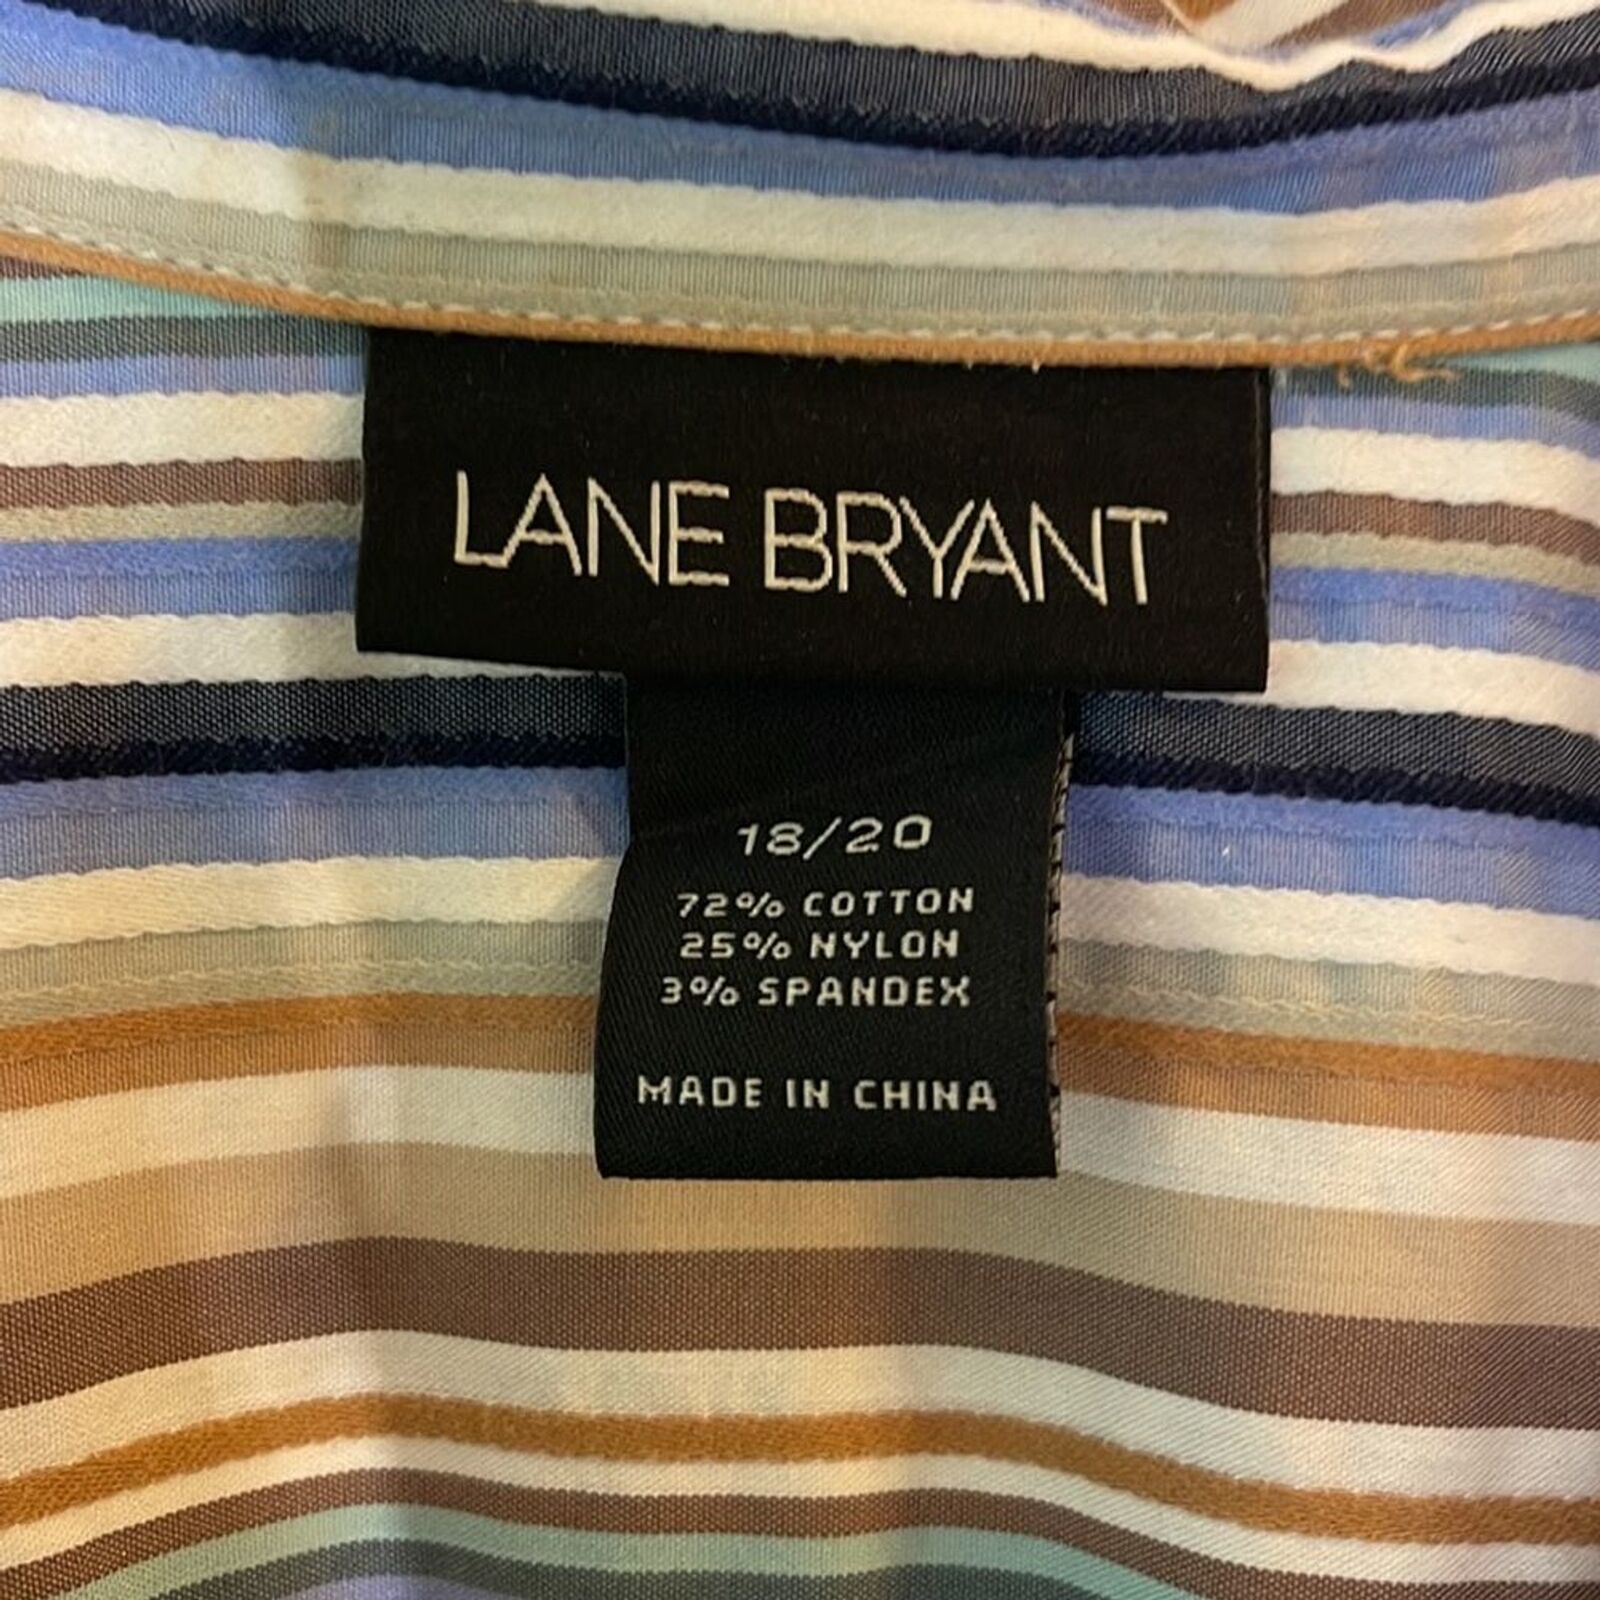 LANE BRYANT
18/20
72% COTTON
25% NYLON
3% SPANDEX
MADE IN CHINA